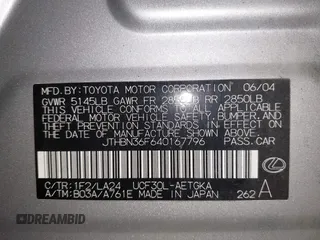 MFD. BY: TOYOTA MOTOR CORPORATION 06/04
GVWR 5145LB GAWR FR RR 2850LB
THIS VEHICLE CONFORMS TO ALL APPLICABLE
FEDERAL MOTOR VEHICLE SAFETY, BUMPER, AND
THEFT PREVENTION STANDARDS IN EFFECT ON
THE DATE OF MANUFACTURE SHOWN ABOVE.
JTHBN36F640167796 PASS.CAR
C/TR: 1F2/LA24 UCF30L-AETGKA
A/TM: B03A/A761E MADE IN JAPAN 262 A
DREAMBID